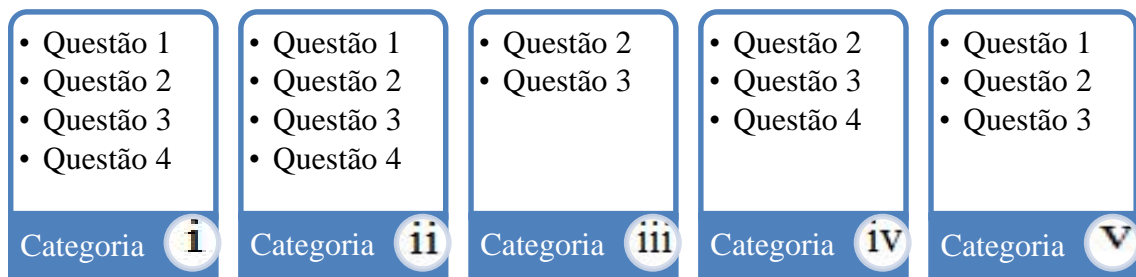 • Questão 1
• Questão 2
• Questão 3
• Questão 4
Categoria i
• Questão 1
• Questão 2
• Questão 3
• Questão 4
Categoria ii
• Questão 2
• Questão 3
Categoria iii
• Questão 2
• Questão 3
• Questão 4
Categoria iv
• Questão 1
• Questão 2
• Questão 3
Categoria v